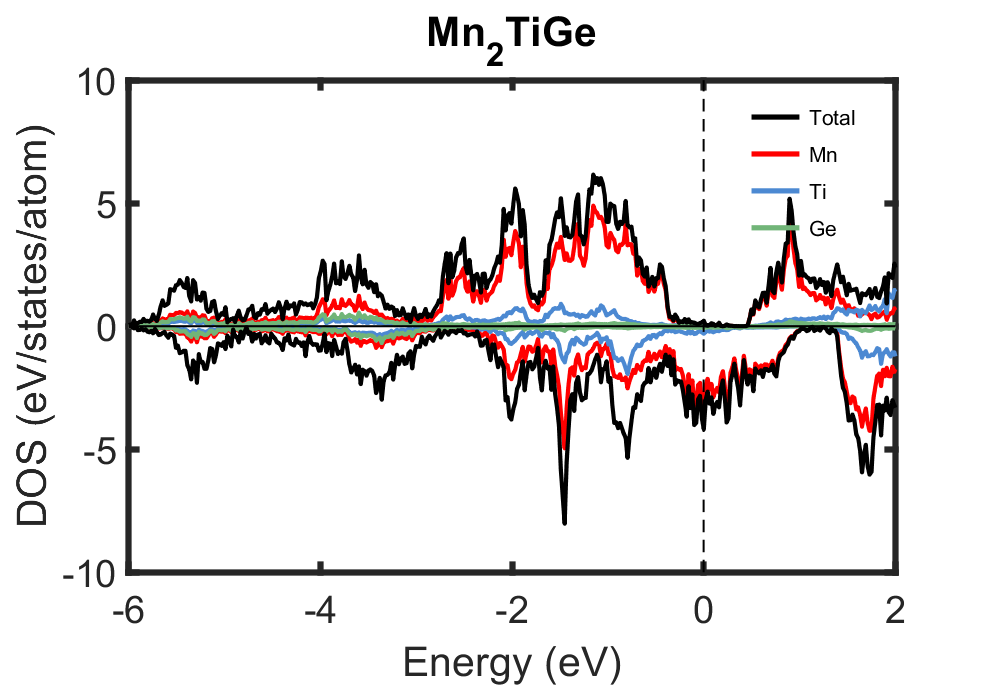 Mn₂TiGe
10
5
0
-5
-10
DOS (eV/states/atom)
Total
Mn
Ti
Ge
-6 -4 -2 0 2
Energy (eV)